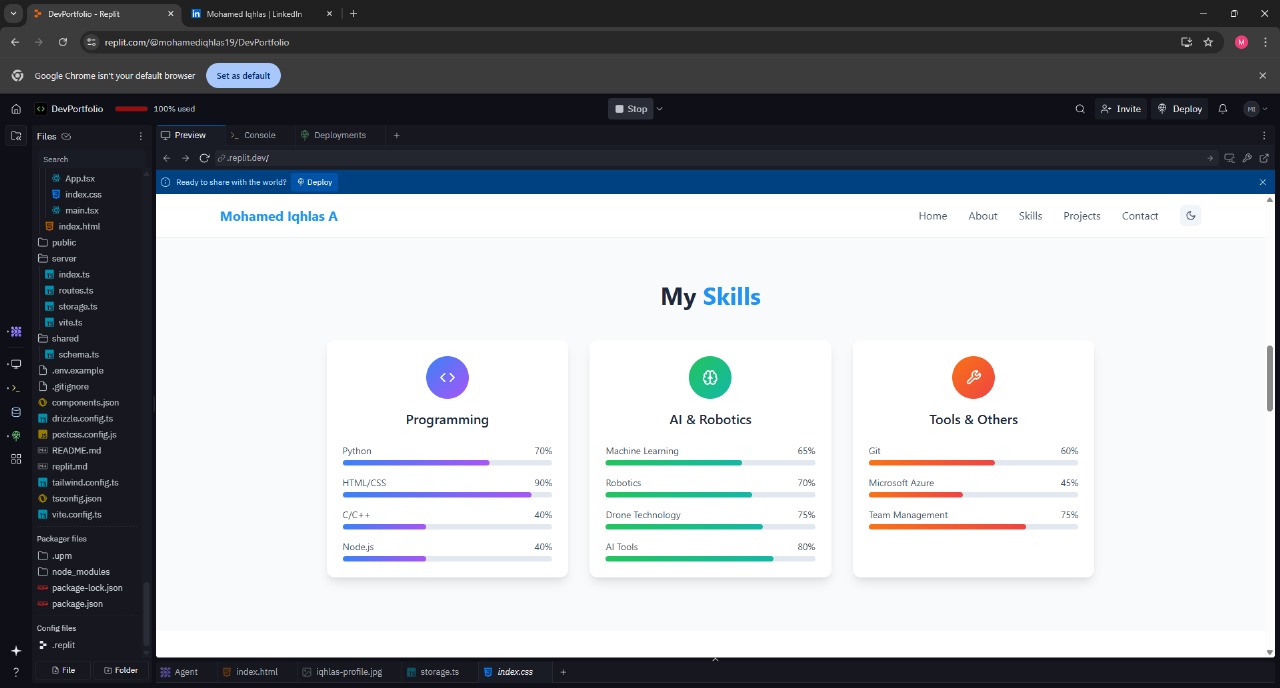 DevPortfolio - Replit
Mohamed Iqhlas | LinkedIn
replit.com/@mohamediqhlas19/DevPortfolio
M
Google Chrome isn't your default browser
Set as default
DevPortfolio
100% used
Stop
Invite
Deploy
MI
Files
Preview
Console
Deployments
Search
.replit.dev/
Ready to share with the world?
Deploy
App.tsx
index.css
main.tsx
index.html
public
server
index.ts
routes.ts
storage.ts
vite.ts
shared
schema.ts
.env.example
.gitignore
components.json
drizzle.config.ts
postcss.config.js
README.md
replit.md
tailwind.config.ts
tsconfig.json
vite.config.ts
Packager files
.upm
node_modules
package-lock.json
package.json
Config files
.replit
File
Folder
Mohamed Iqhlas A
Home
About
Skills
Projects
Contact
My Skills
Programming
Python 70%
HTML/CSS 90%
C/C++ 40%
Node.js 40%
AI & Robotics
Machine Learning 65%
Robotics 70%
Drone Technology 75%
AI Tools 80%
Tools & Others
Git 60%
Microsoft Azure 45%
Team Management 75%
Agent
index.html
iqhlas-profile.jpg
storage.ts
index.css